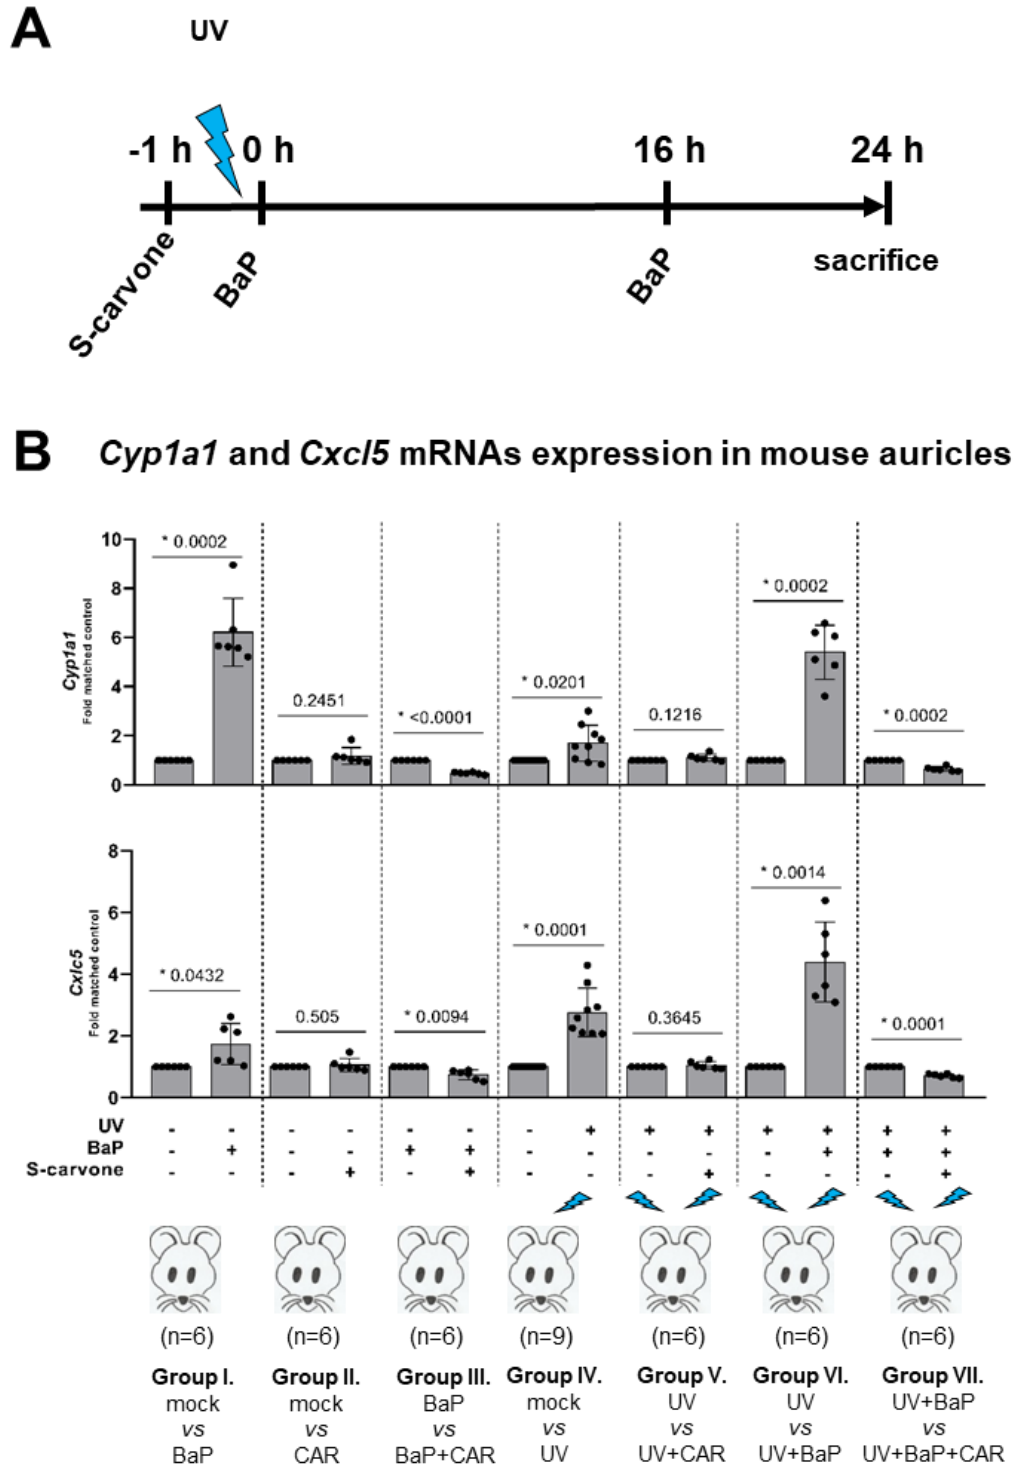 A
UV
-1 h 0 h 16 h 24 h
S-carvone BaP BaP sacrifice
B Cyp1a1 and Cxcl5 mRNAs expression in mouse auricles
Cyp1a1
Fold matched control
10
8
6
4
2
0
* 0.0002 0.2451 * <0.0001 * 0.0201 0.1216 * 0.0002 * 0.0002
Cxlc5
Fold matched control
8
6
4
2
0
* 0.0432 0.505 * 0.0094 * 0.0001 0.3645 * 0.0014 * 0.0001
UV - - - - - - - + + + + + + +
BaP - + - - + + - - - - - + + +
S-carvone - - - + - + - - - + - - - +
(n=6) (n=6) (n=6) (n=9) (n=6) (n=6) (n=6)
Group I. Group II. Group III. Group IV. Group V. Group VI. Group VII.
mock mock BaP mock UV UV UV+BaP
vs vs vs vs vs vs vs
BaP CAR BaP+CAR UV UV+CAR UV+BaP UV+BaP+CAR